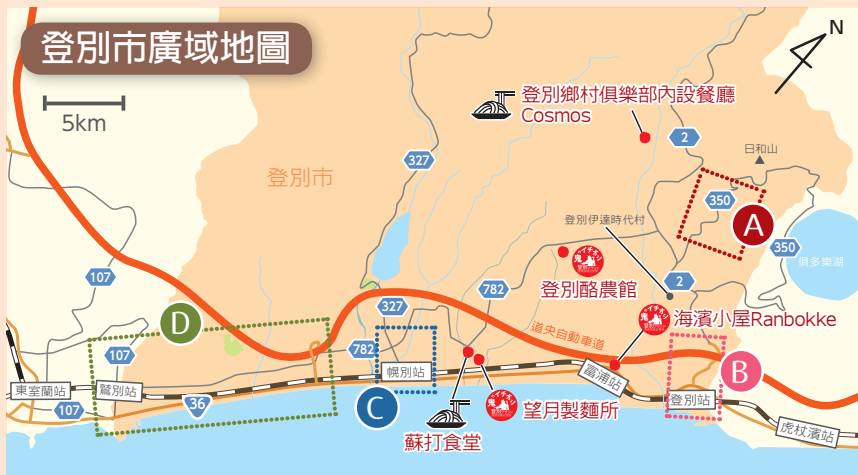 登別市廣域地圖
N
5km
登別鄉村俱樂部內設餐廳
Cosmos
327
2
日和山
登別市
350
A
登別伊達時代村
350
俱多樂湖
107
登別酪農館
2
782
327
海濱小屋Ranbokke
道央自動車道
D
107
782
幌別站
富浦站
B
東室蘭站
鷲別站
36
107
C
望月製麵所
登別站
蘇打食堂
虎杖濱站